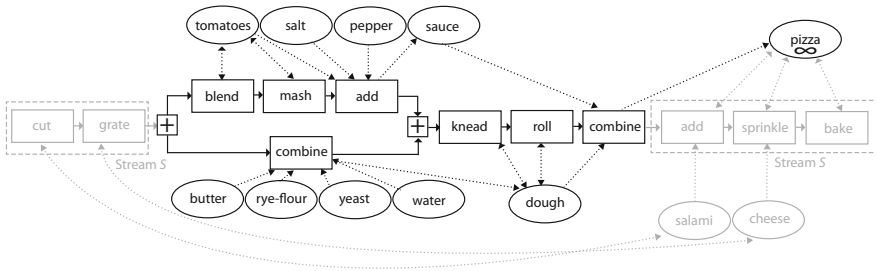 tomatoes salt pepper sauce
pizza
∞
blend mash add
cut grate + + knead roll combine add sprinkle bake
Stream S
combine
Stream S
butter rye-flour yeast water dough
salami cheese